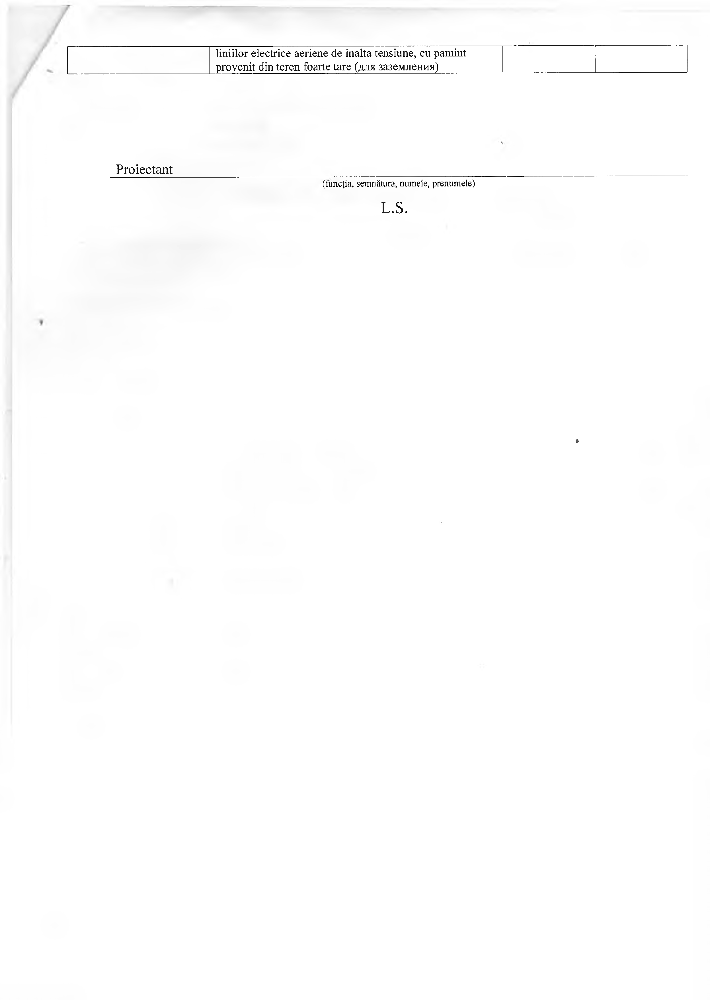 liniilor electrice aeriene de inalta tensiune, cu pamint
provenit din teren foarte tare (для заземления)
Proiectant
(funcţia, semnătura, numele, prenumele)
L.S.